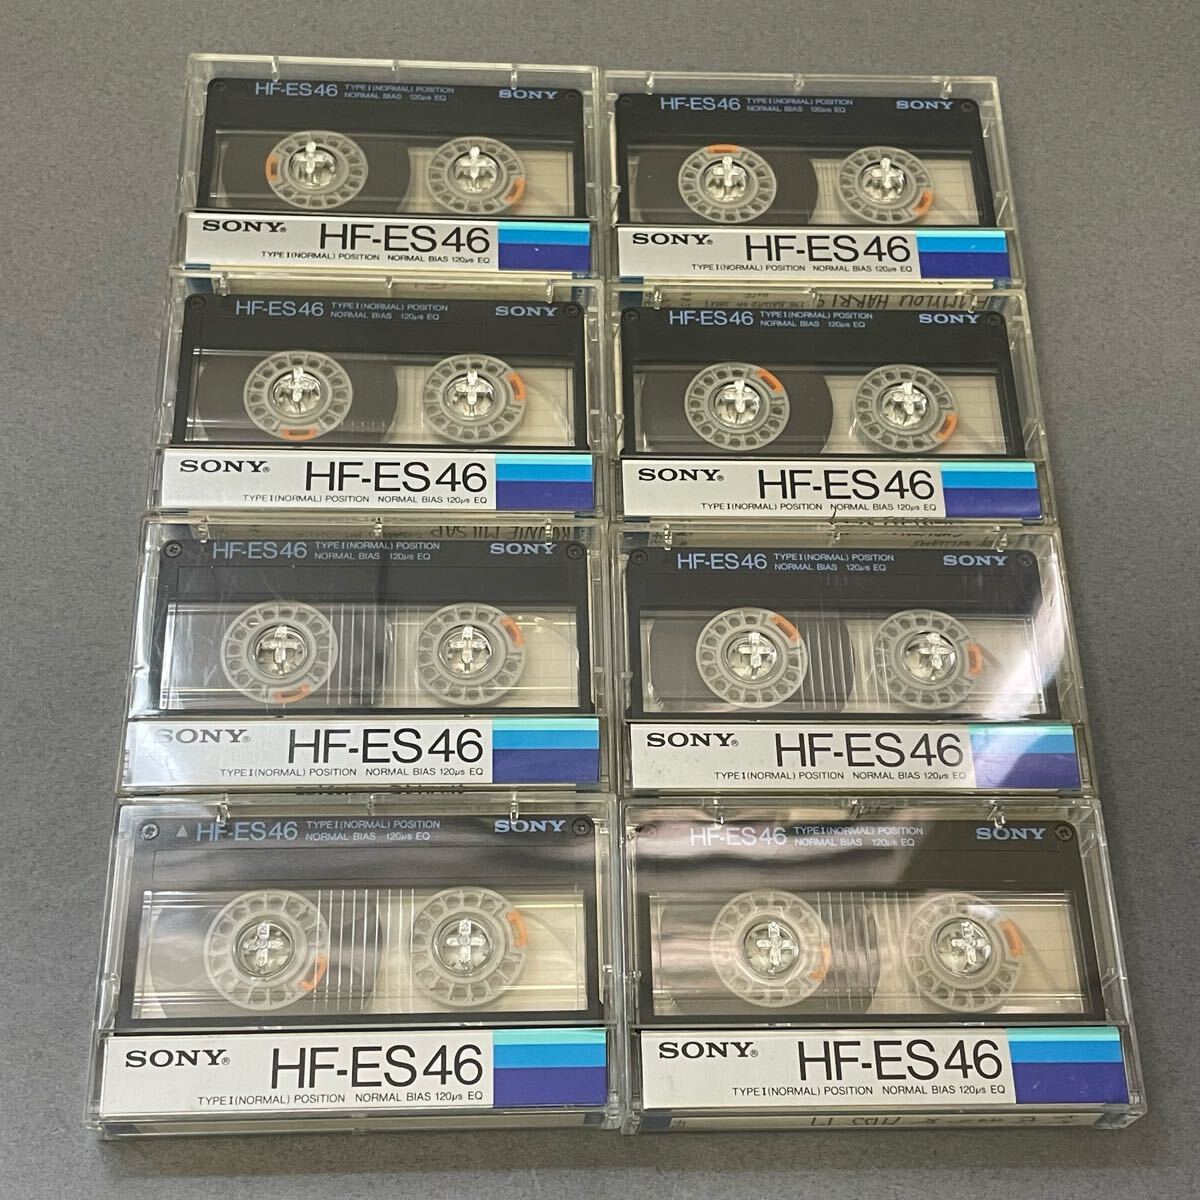 HF-ES46 TYPE I (NORMAL) POSITION SONY
NORMAL BIAS 120μs EQ
SONY® HF-ES46
TYPE I (NORMAL) POSITION NORMAL BIAS 120μs EQ
HF-ES46 TYPE I (NORMAL) POSITION SONY
NORMAL BIAS 120μs EQ
SONY® HF-ES46
TYPE I (NORMAL) POSITION NORMAL BIAS 120μs EQ
HF-ES46 TYPE I (NORMAL) POSITION SONY
NORMAL BIAS 120μs EQ
SONY® HF-ES46
TYPE I (NORMAL) POSITION NORMAL BIAS 120μs EQ
HARRIS
HF-ES46 TYPE I (NORMAL) POSITION SONY
NORMAL BIAS 120μs EQ
SONY® HF-ES46
TYPE I (NORMAL) POSITION NORMAL BIAS 120μs EQ
RONNIE MILSAP
HF-ES46 TYPE I (NORMAL) POSITION SONY
NORMAL BIAS 120μs EQ
SONY® HF-ES46
TYPE I (NORMAL) POSITION NORMAL BIAS 120μs EQ
HF-ES46 TYPE I (NORMAL) POSITION SONY
NORMAL BIAS 120μs EQ
SONY® HF-ES46
TYPE I (NORMAL) POSITION NORMAL BIAS 120μs EQ
▲ HF-ES46 TYPE I (NORMAL) POSITION SONY
NORMAL BIAS 120μs EQ
SONY® HF-ES46
TYPE I (NORMAL) POSITION NORMAL BIAS 120μs EQ
HF-ES46 TYPE I (NORMAL) POSITION SONY
NORMAL BIAS 120μs EQ
SONY® HF-ES46
TYPE I (NORMAL) POSITION NORMAL BIAS 120μs EQ